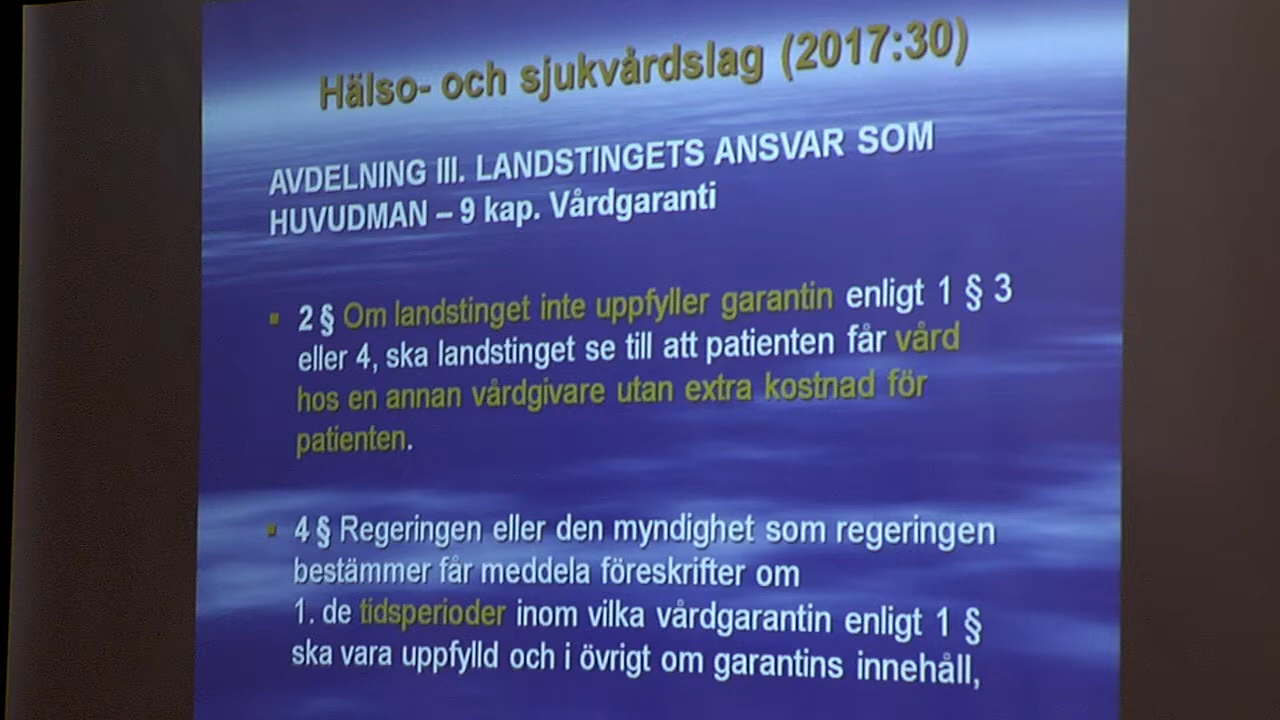 Hälso- och sjukvårdslag (2017:30)
AVDELNING III. LANDSTINGETS ANSVAR SOM
HUVUDMAN – 9 kap. Vårdgaranti
2 § Om landstinget inte uppfyller garantin enligt 1 § 3
eller 4, ska landstinget se till att patienten får vård
hos en annan vårdgivare utan extra kostnad för
patienten.
4 § Regeringen eller den myndighet som regeringen
bestämmer får meddela föreskrifter om
1. de tidsperioder inom vilka vårdgarantin enligt 1 §
ska vara uppfylld och i övrigt om garantins innehåll,